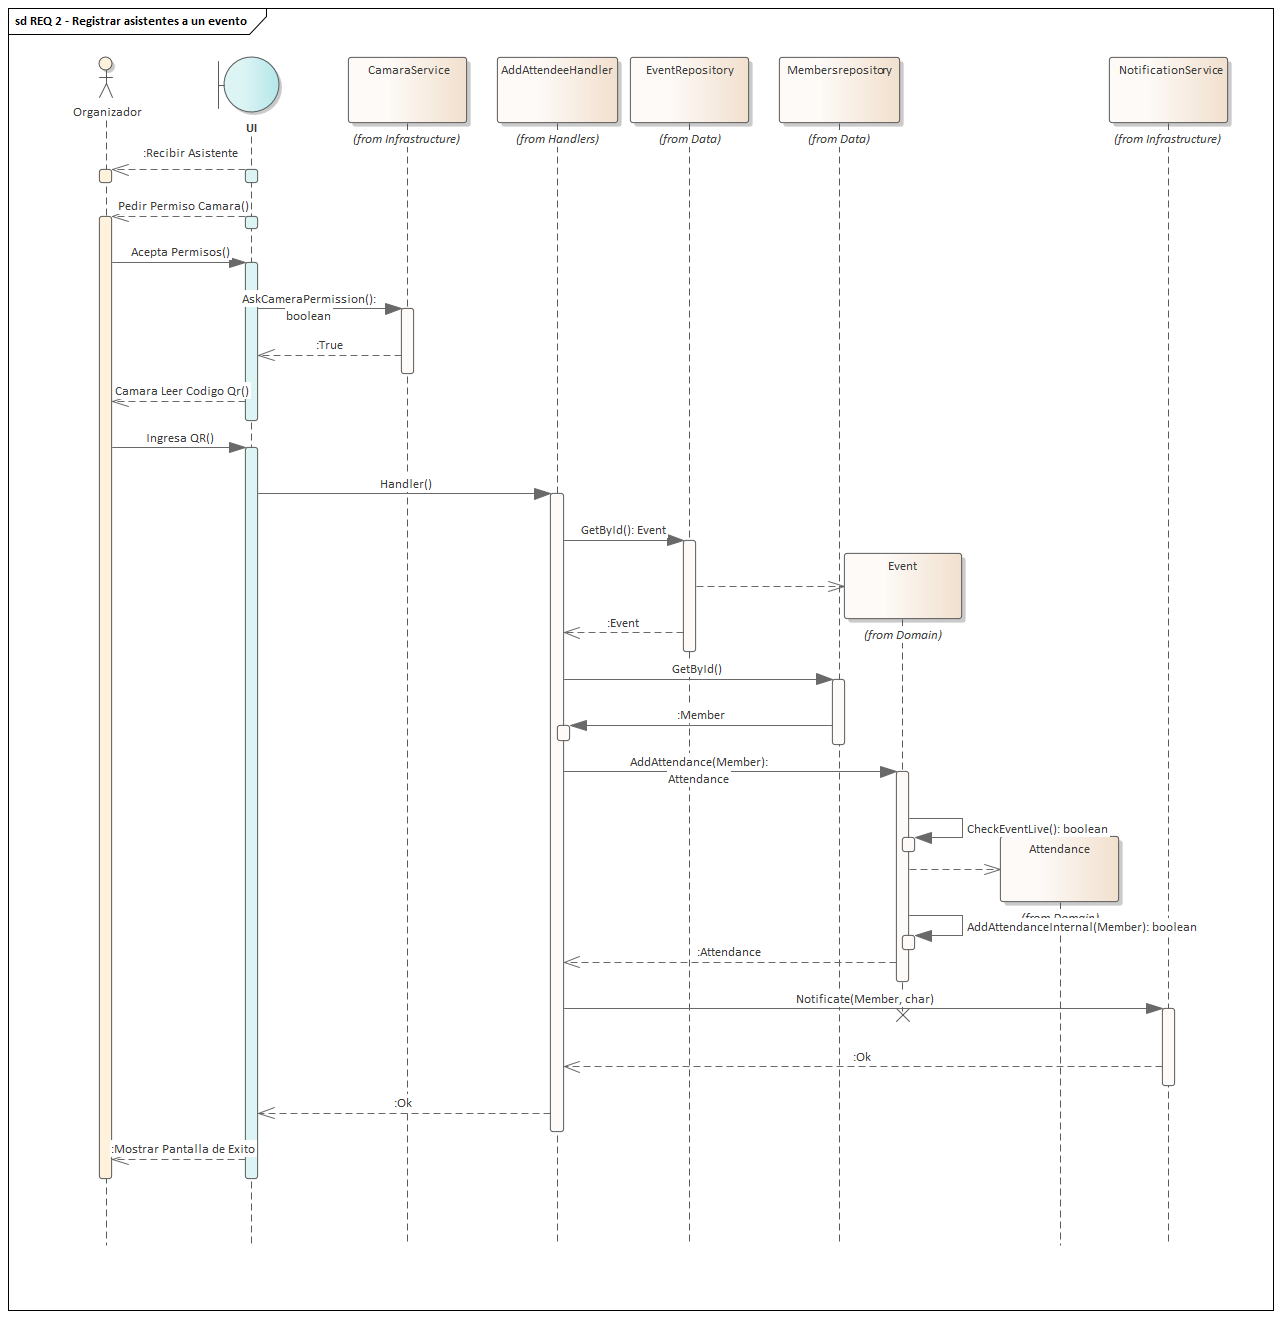 sd REQ 2 - Registrar asistentes a un evento
Organizador
UI
CamaraService
(from Infrastructure)
AddAttendeeHandler
(from Handlers)
EventRepository
(from Data)
Membersrepository
(from Data)
NotificationService
(from Infrastructure)
:Recibir Asistente
Pedir Permiso Camara()
Acepta Permisos()
AskCameraPermission():
boolean
:True
Camara Leer Codigo Qr()
Ingresa QR()
Handler()
GetById(): Event
Event
(from Domain)
:Event
GetById()
:Member
AddAttendance(Member):
Attendance
CheckEventLive(): boolean
Attendance
(from Domain)
AddAttendanceInternal(Member): boolean
:Attendance
Notificate(Member, char)
:Ok
:Ok
:Mostrar Pantalla de Exito